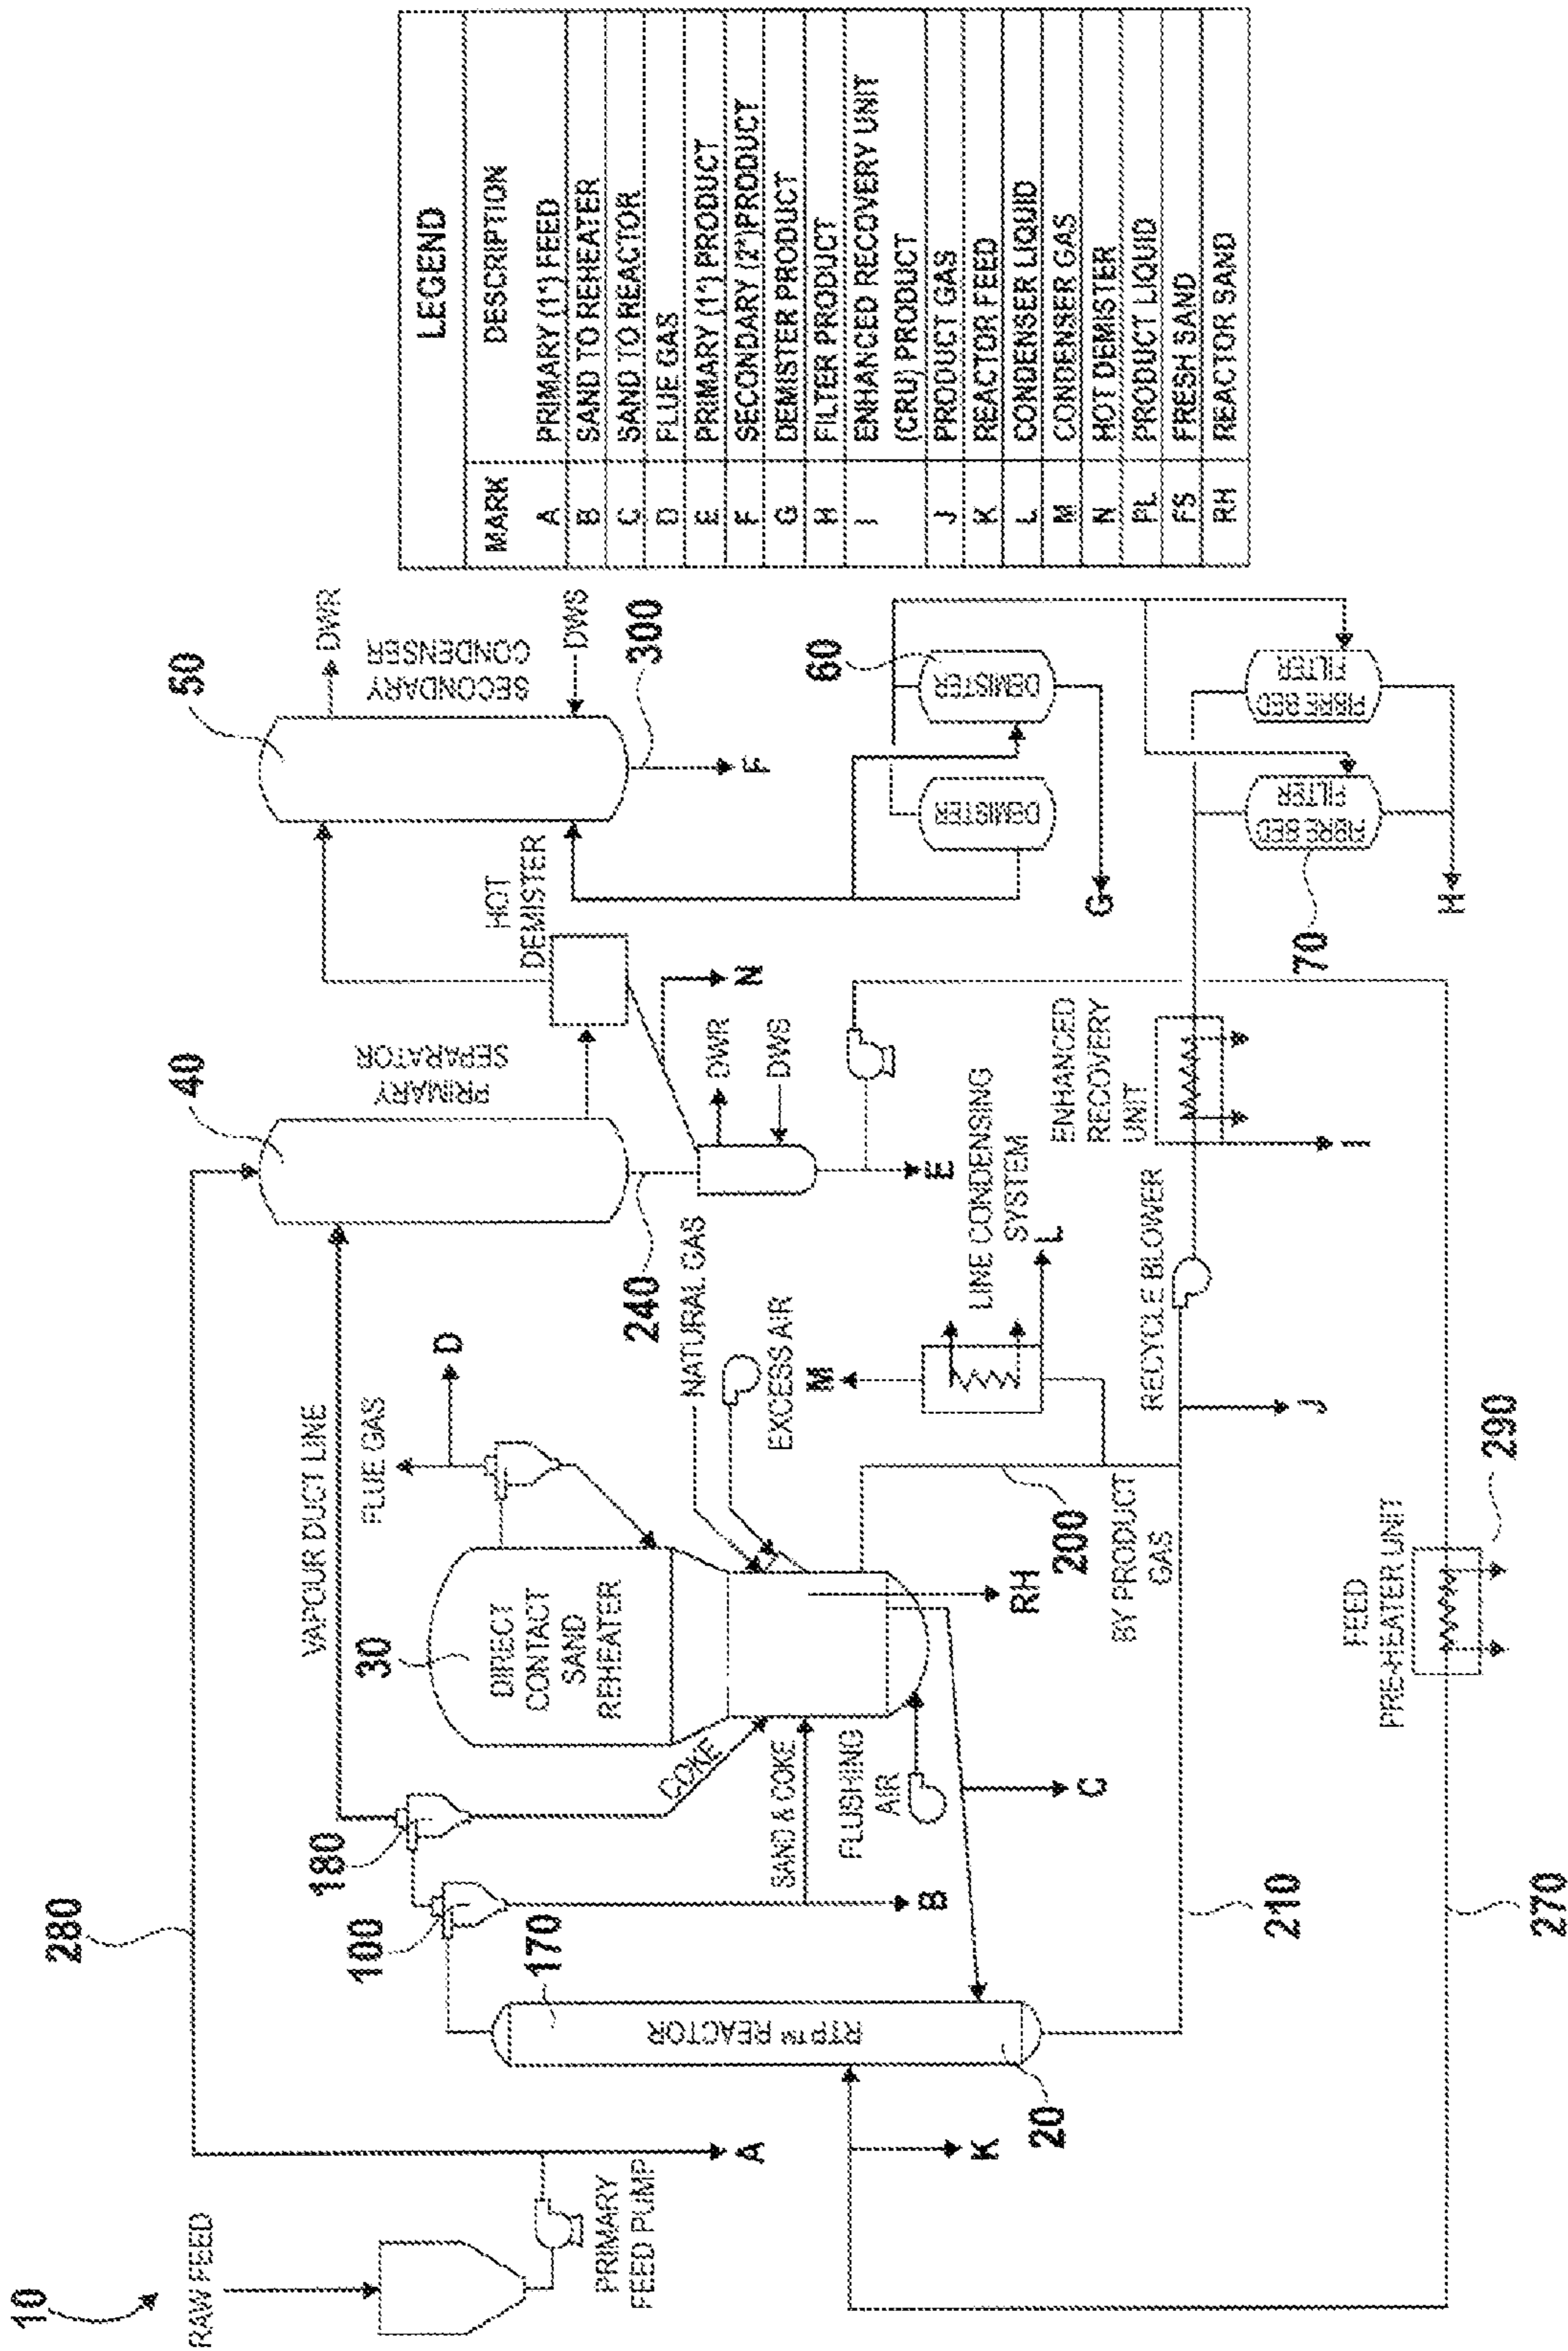 10
RAW FEED
PRIMARY
FEED PUMP
A
280
K
20
170
RTP™ REACTOR
100
180
B
SAND & COKE
COKE
VAPOUR DUCT LINE
30
DIRECT
CONTACT
SAND
REHEATER
FLUSHING
AIR
C
RH
FLUE GAS
D
NATURAL GAS
EXCESS AIR
200
BY PRODUCT
GAS
210
270
FEED
PRE-HEATER UNIT
290
J
RECYCLE BLOWER
M
LINE CONDENSING
SYSTEM
L
40
PRIMARY
SEPARATOR
240
E
DWR
DWS
N
HOT
DEMISTER
50
SECONDARY
CONDENSER
DWR
DWS
300
F
60
DEMISTER
DEMISTER
G
ENHANCED
RECOVERY
UNIT
I
70
FIBRE BED
FILTER
FIBRE BED
FILTER
H
LEGEND
MARK DESCRIPTION
A PRIMARY (1°) FEED
B SAND TO REHEATER
C SAND TO REACTOR
D FLUE GAS
E PRIMARY (1°) PRODUCT
F SECONDARY (2°) PRODUCT
G DEMISTER PRODUCT
H FILTER PRODUCT
I ENHANCED RECOVERY UNIT
(CRU) PRODUCT
J PRODUCT GAS
K REACTOR FEED
L CONDENSER LIQUID
M CONDENSER GAS
N HOT DEMISTER
PL PRODUCT LIQUID
FS FRESH SAND
RH REACTOR SAND